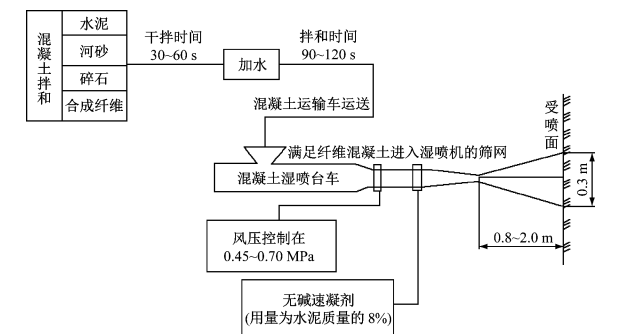 混凝土拌和
水泥
河砂
碎石
合成纤维
干拌时间
30~60 s
加水
拌和时间
90~120 s
混凝土运输车运送
满足纤维混凝土进入湿喷机的筛网
混凝土湿喷台车
受喷面
0.3 m
0.8~2.0 m
风压控制在
0.45~0.70 MPa
无碱速凝剂
(用量为水泥质量的 8%)